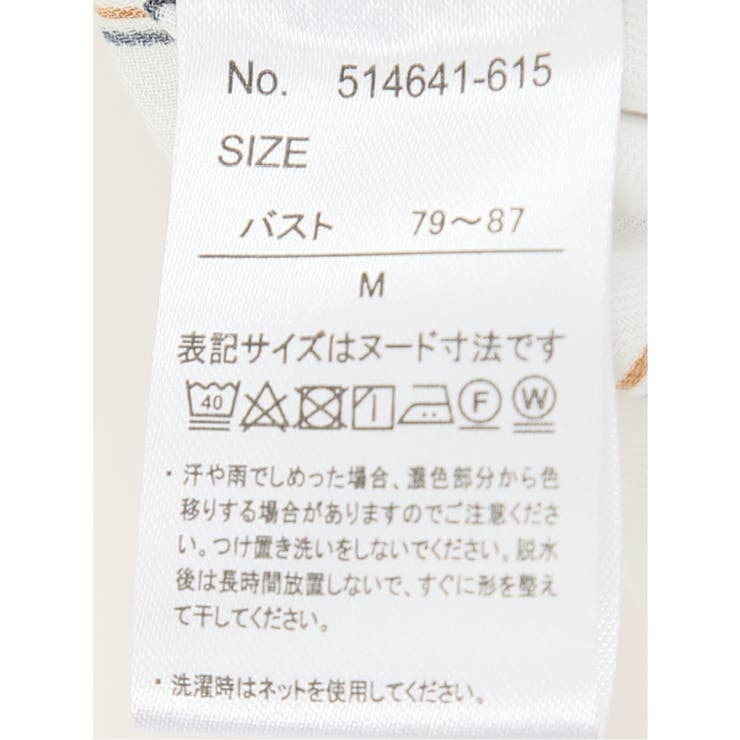 No. 514641-615
SIZE
バスト 79～87
M
表記サイズはヌード寸法です
40 F W
・汗や雨でしめった場合、濃色部分から色
移りする場合がありますのでご注意くださ
い。つけ置き洗いをしないでください。脱水
後は長時間放置しないで、すぐに形を整え
て干してください。
・洗濯時はネットを使用してください。